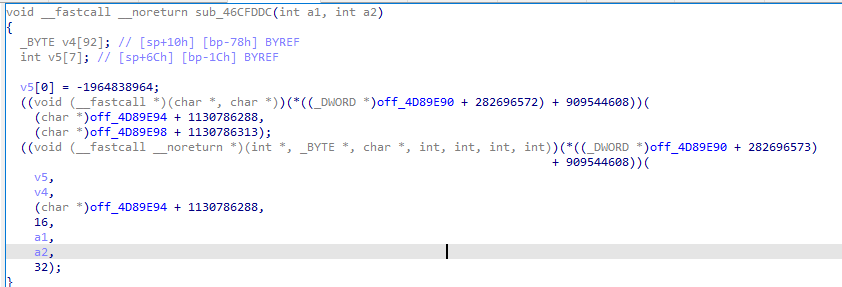 void __fastcall __noreturn sub_46CFDDC(int a1, int a2)
{
  _BYTE v4[92]; // [sp+10h] [bp-78h] BYREF
  int v5[7]; // [sp+6Ch] [bp-1Ch] BYREF

  v5[0] = -1964838964;
  ((void (__fastcall *)(char *, char *))(*((_DWORD *)off_4D89E90 + 282696572) + 909544608))(
    (char *)off_4D89E94 + 1130786288,
    (char *)off_4D89E98 + 1130786313);
  ((void (__fastcall __noreturn *)(int *, _BYTE *, char *, int, int, int, int))(*((_DWORD *)off_4D89E90 + 282696573)
                                                                              + 909544608))(
    v5,
    v4,
    (char *)off_4D89E94 + 1130786288,
    16,
    a1,
    a2,
    32);
}